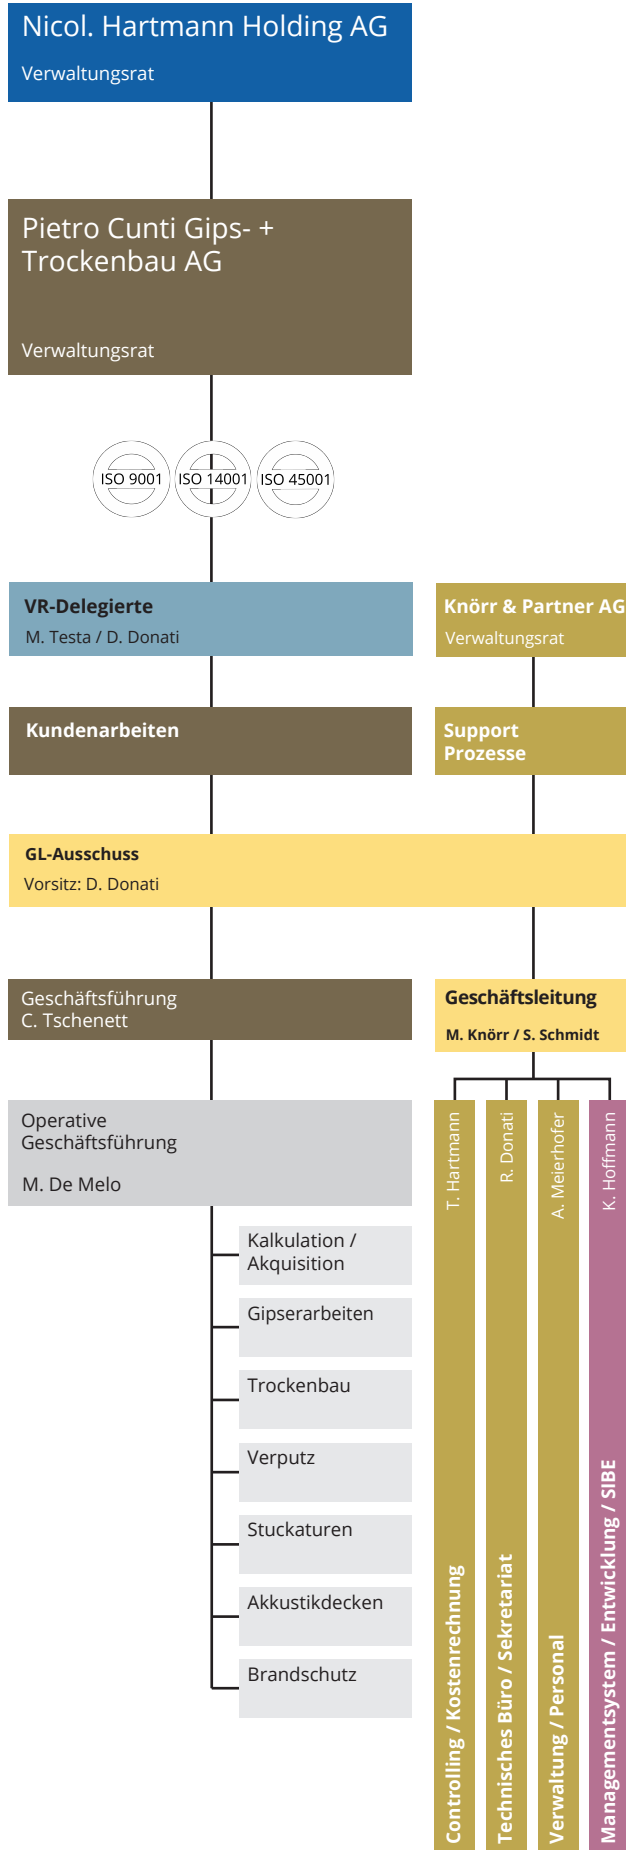 Nicol. Hartmann Holding AG
Verwaltungsrat
Pietro Cunti Gips- +
Trockenbau AG
Verwaltungsrat
ISO 9001
ISO 14001
ISO 45001
VR-Delegierte
M. Testa / D. Donati
Knörr & Partner AG
Verwaltungsrat
Kundenarbeiten
Support
Prozesse
GL-Ausschuss
Vorsitz: D. Donati
Geschäftsführung
C. Tschenett
Geschäftsleitung
M. Knörr / S. Schmidt
Operative
Geschäftsführung
M. De Melo
Kalkulation /
Akquisition
Gipserarbeiten
Trockenbau
Verputz
Stuckaturen
Akkustikdecken
Brandschutz
Controlling / Kostenrechnung T. Hartmann
Technisches Büro / Sekretariat R. Donati
Verwaltung / Personal A. Meierhofer
Managementsystem / Entwicklung / SIBE K. Hoffmann